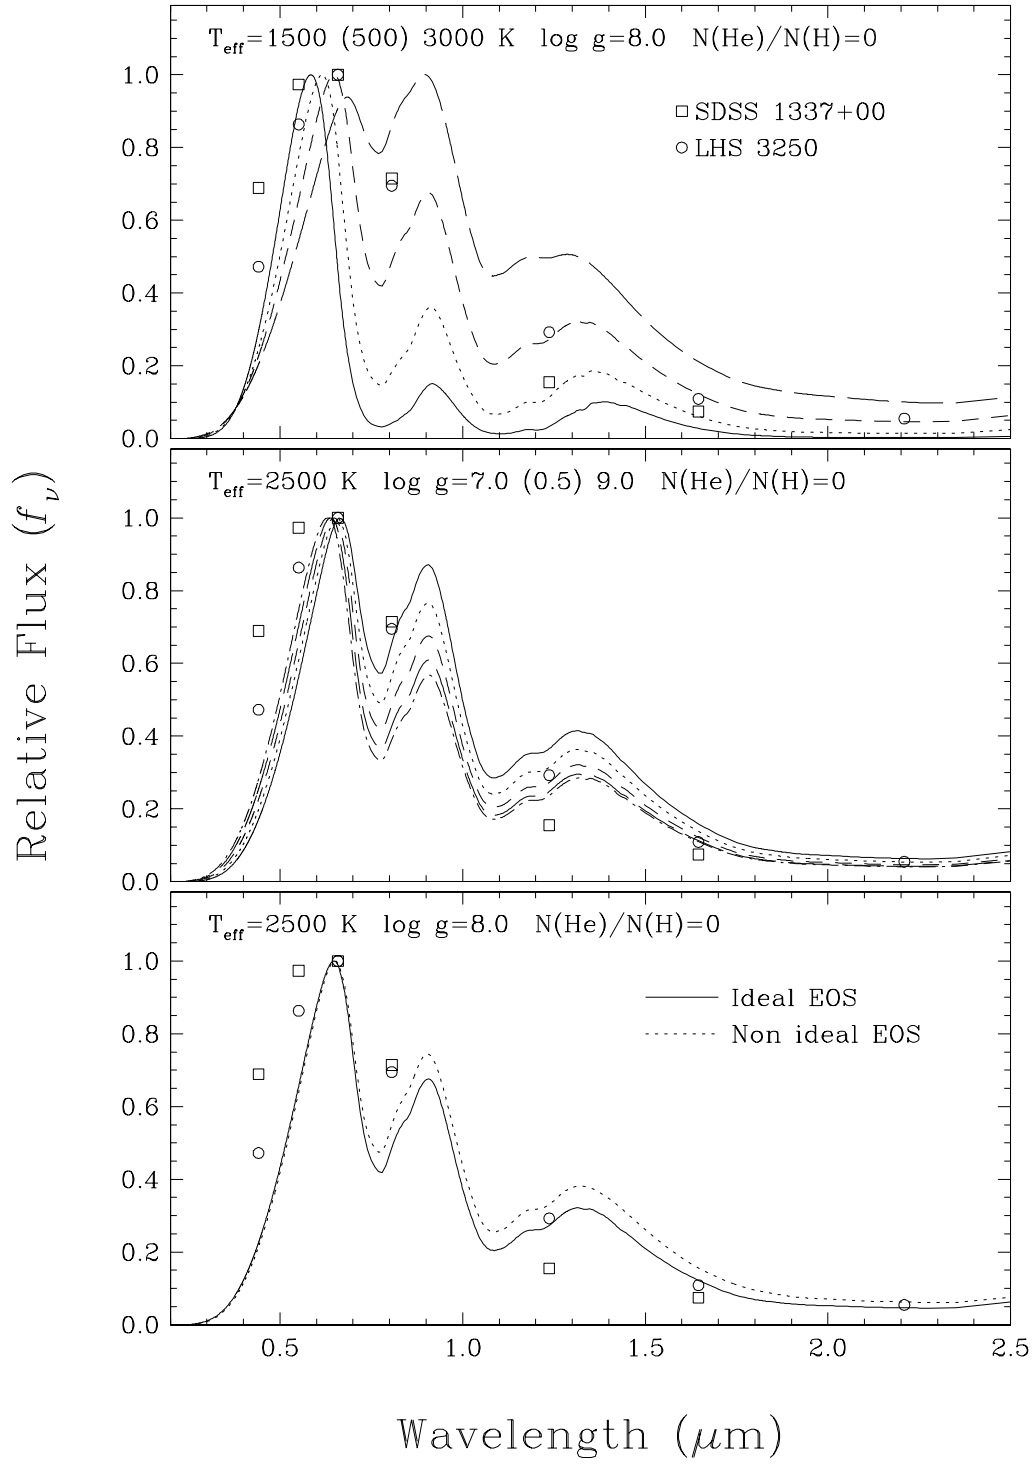 T_eff=1500 (500) 3000 K log g=8.0 N(He)/N(H)=0
1.0
0.8
0.6
0.4
0.2
0.0
SDSS 1337+00
LHS 3250
T_eff=2500 K log g=7.0 (0.5) 9.0 N(He)/N(H)=0
1.0
0.8
0.6
0.4
0.2
0.0
T_eff=2500 K log g=8.0 N(He)/N(H)=0
1.0
0.8
0.6
0.4
0.2
0.0
Ideal EOS
Non ideal EOS
0.5 1.0 1.5 2.0 2.5
Relative Flux (f_ν)
Wavelength (μm)